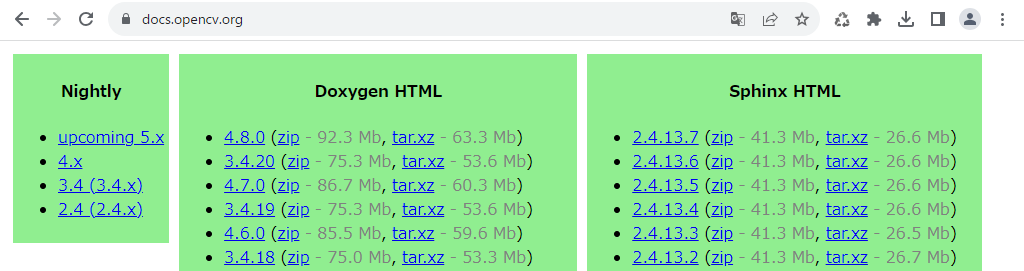 docs.opencv.org
Nightly
upcoming 5.x
4.x
3.4 (3.4.x)
2.4 (2.4.x)
Doxygen HTML
4.8.0 (zip - 92.3 Mb, tar.xz - 63.3 Mb)
3.4.20 (zip - 75.3 Mb, tar.xz - 53.6 Mb)
4.7.0 (zip - 86.7 Mb, tar.xz - 60.3 Mb)
3.4.19 (zip - 75.3 Mb, tar.xz - 53.6 Mb)
4.6.0 (zip - 85.5 Mb, tar.xz - 59.6 Mb)
3.4.18 (zip - 75.0 Mb, tar.xz - 53.3 Mb)
Sphinx HTML
2.4.13.7 (zip - 41.3 Mb, tar.xz - 26.6 Mb)
2.4.13.6 (zip - 41.3 Mb, tar.xz - 26.6 Mb)
2.4.13.5 (zip - 41.3 Mb, tar.xz - 26.6 Mb)
2.4.13.4 (zip - 41.3 Mb, tar.xz - 26.6 Mb)
2.4.13.3 (zip - 41.3 Mb, tar.xz - 26.5 Mb)
2.4.13.2 (zip - 41.3 Mb, tar.xz - 26.7 Mb)